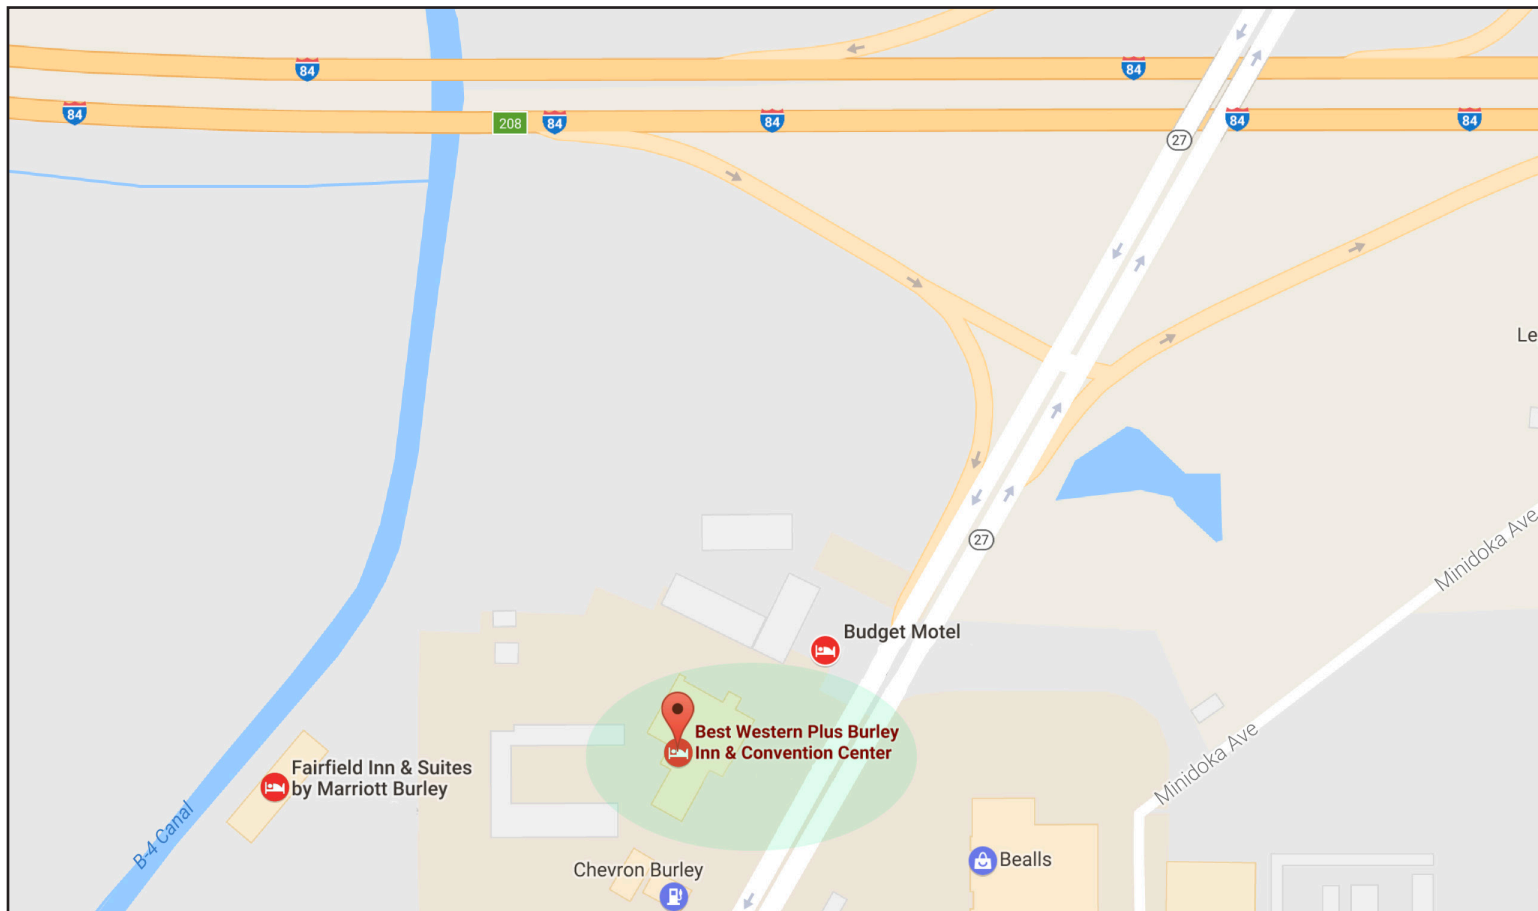 84
84
84
208
84
84
84
84
27
Le
27
Minidoka Ave
Budget Motel
Best Western Plus Burley
Inn & Convention Center
Fairfield Inn & Suites
by Marriott Burley
Minidoka Ave
B-4 Canal
Chevron Burley
Bealls